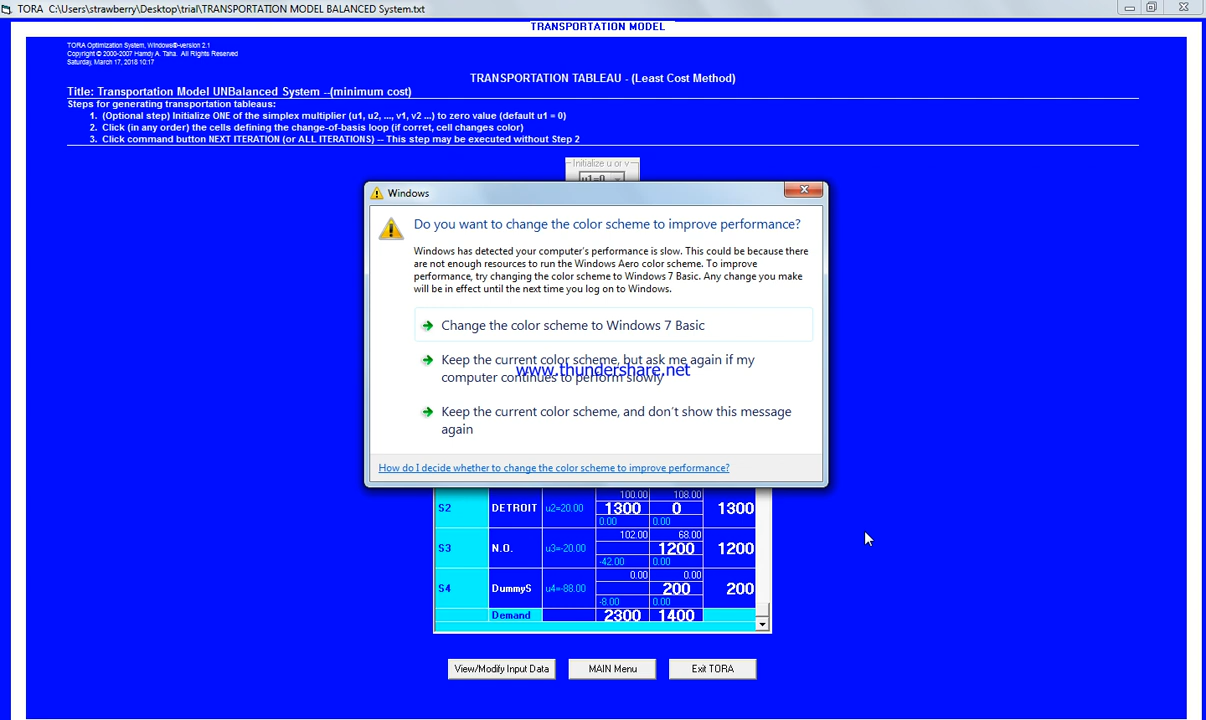 TORA C:\Users\strawberry\Desktop\trial\TRANSPORTATION MODEL BALANCED System.txt
TRANSPORTATION MODEL
TORA Optimization System, Windows®-version 2.1
Copyright © 2000-2007 Hamdy A. Taha. All Rights Reserved
Saturday, March 17, 2018 10:17
TRANSPORTATION TABLEAU - (Least Cost Method)
Title: Transportation Model UNBalanced System --(minimum cost)
Steps for generating transportation tableaus:
1. (Optional step) Initialize ONE of the simplex multiplier (u1, u2, ..., v1, v2 ...) to zero value (default u1 = 0)
2. Click (in any order) the cells defining the change-of-basis loop (if corret, cell changes color)
3. Click command button NEXT ITERATION (or ALL ITERATIONS) -- This step may be executed without Step 2
Initialize u or v
u1=0
Windows
Do you want to change the color scheme to improve performance?
Windows has detected your computer's performance is slow. This could be because there
are not enough resources to run the Windows Aero color scheme. To improve
performance, try changing the color scheme to Windows 7 Basic. Any change you make
will be in effect until the next time you log on to Windows.
Change the color scheme to Windows 7 Basic
Keep the current color scheme, but ask me again if my
computer continues to perform slowly
www.thundershare.net
Keep the current color scheme, and don't show this message
again
How do I decide whether to change the color scheme to improve performance?
100.00 108.00
S2 DETROIT u2=20.00 1300 0 1300
0.00 0.00
102.00 68.00
S3 N.O. u3=-20.00 1200 1200
-42.00 0.00
0.00 0.00
S4 DummyS u4=-88.00 200 200
-8.00 0.00
Demand 2300 1400
View/Modify Input Data MAIN Menu Exit TORA